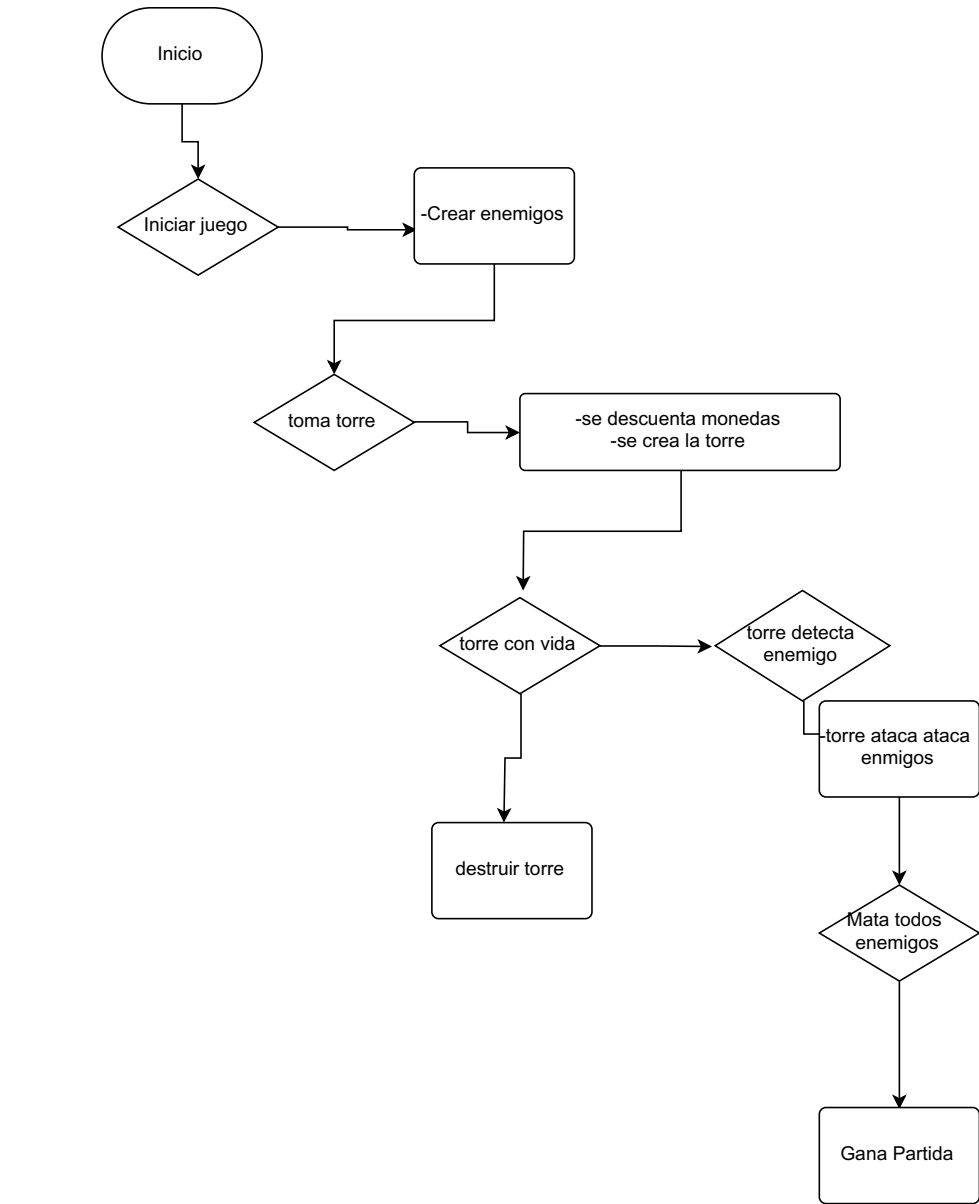 Inicio
Iniciar juego
-Crear enemigos
toma torre
-se descuenta monedas
-se crea la torre
torre con vida
torre detecta
enemigo
-torre ataca ataca
enmigos
destruir torre
Mata todos
enemigos
Gana Partida